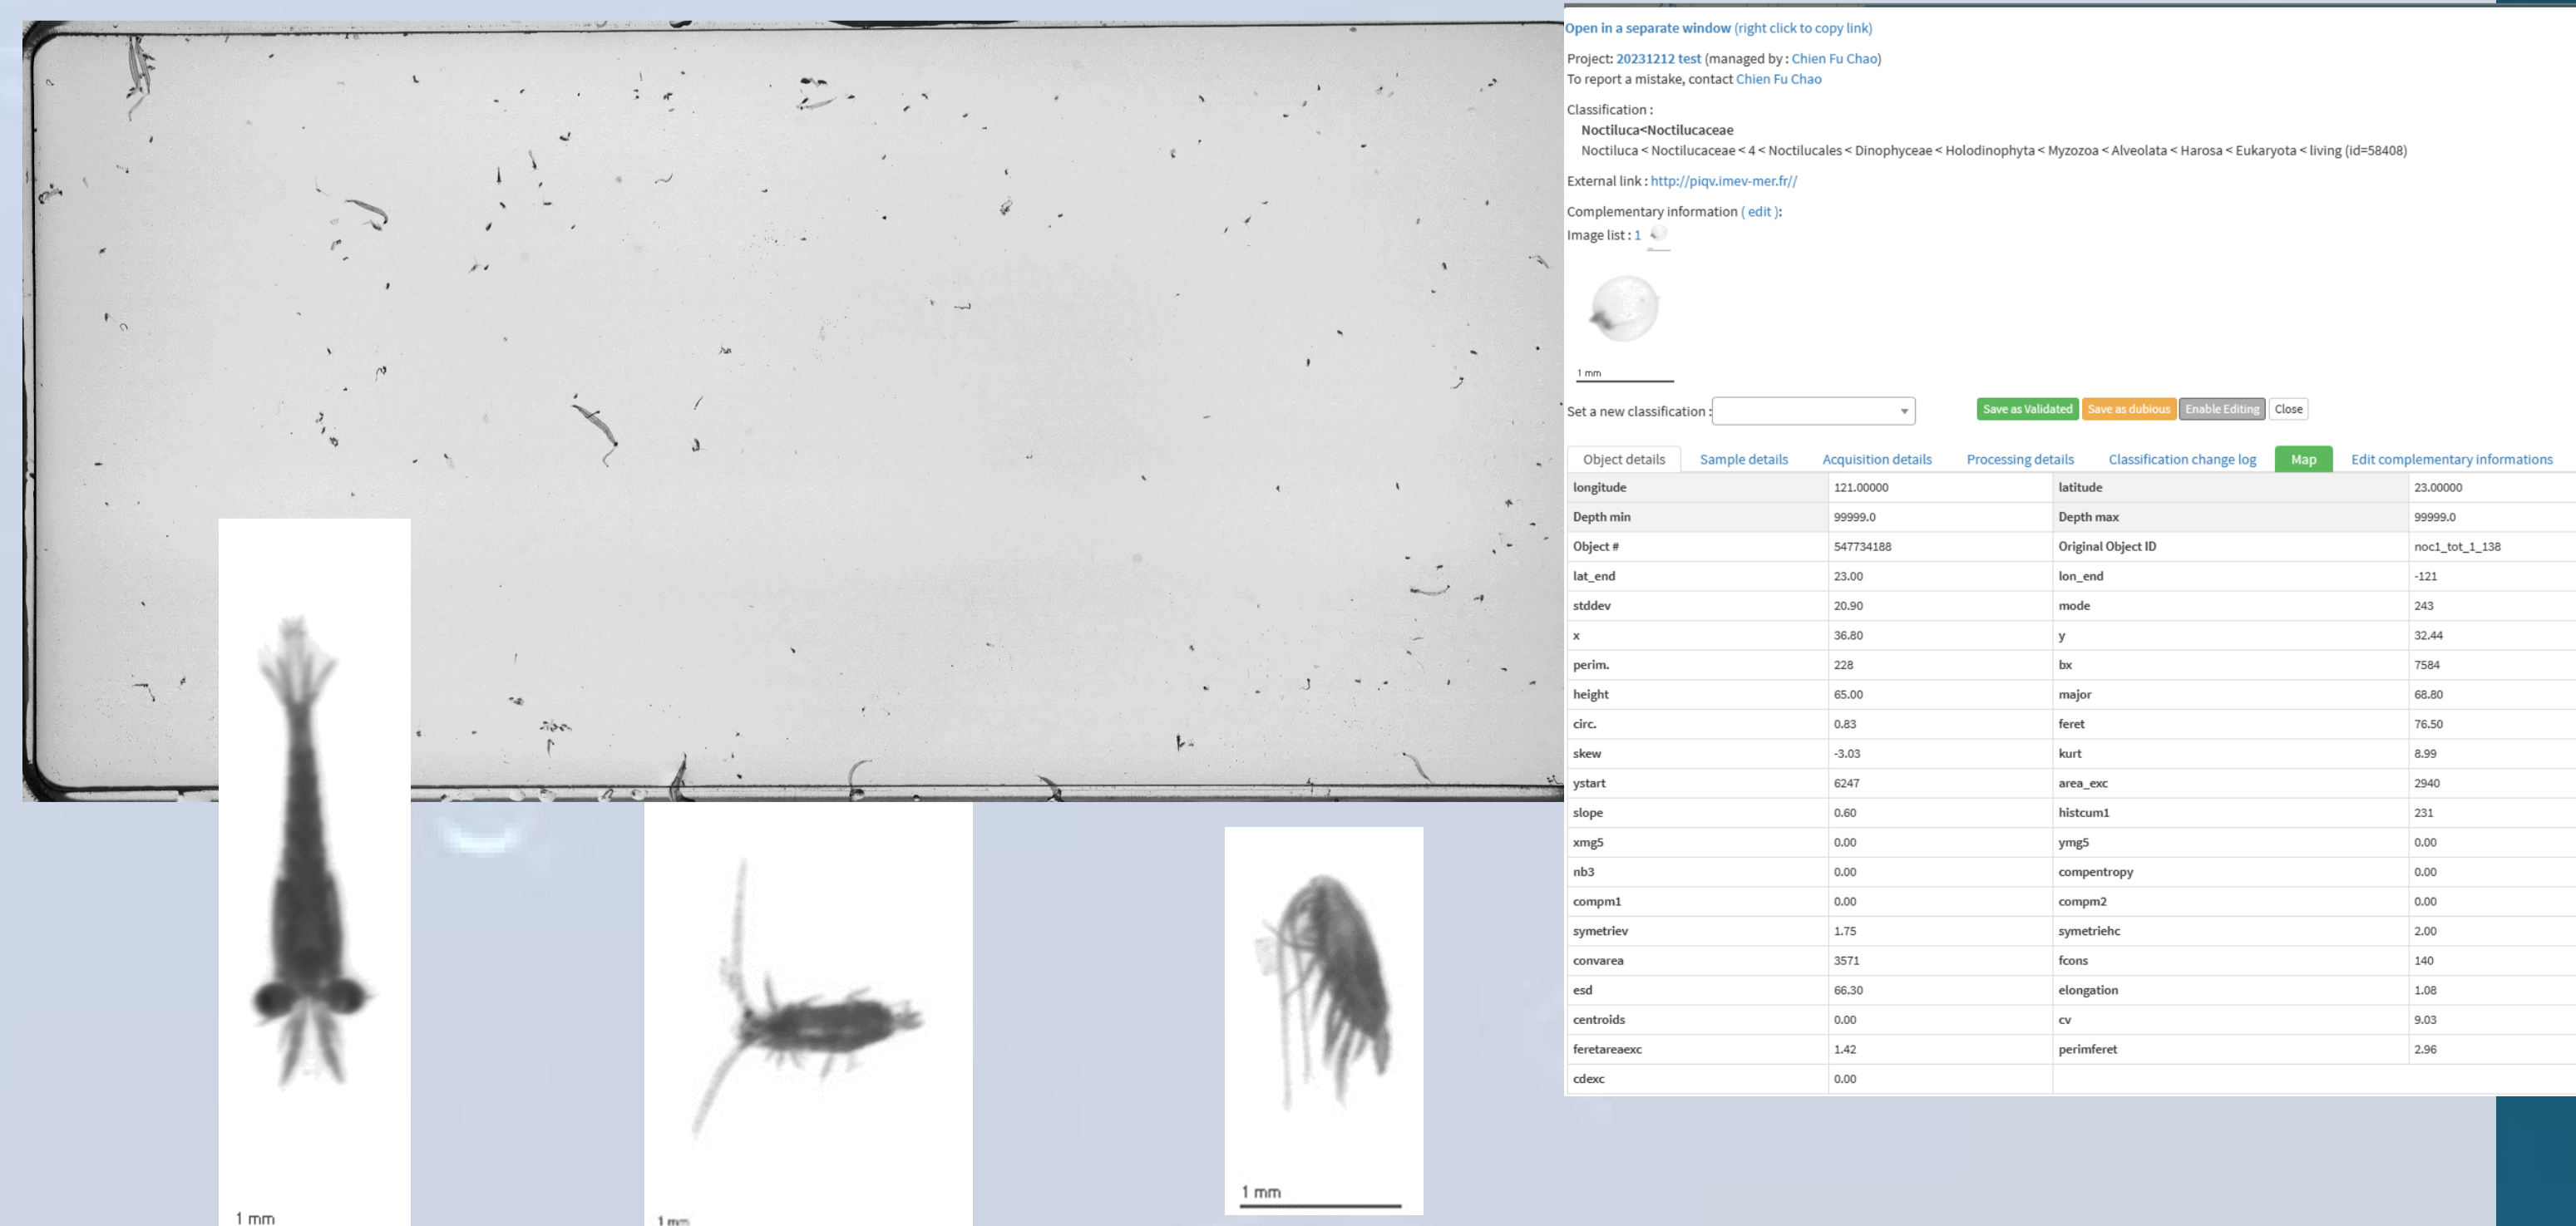 Open in a separate window (right click to copy link)
Project: 20231212 test (managed by : Chien Fu Chao)
To report a mistake, contact Chien Fu Chao
Classification :
Noctiluca<Noctilucaceae
Noctiluca < Noctilucaceae < 4 < Noctilucales < Dinophyceae < Holodinophyta < Myzozoa < Alveolata < Harosa < Eukaryota < living (id=58408)
External link : http://piqv.imev-mer.fr//
Complementary information ( edit ):
Image list : 1
1 mm
Set a new classification :
Save as Validated Save as dubious Enable Editing Close
Object details Sample details Acquisition details Processing details Classification change log Map Edit complementary informations
longitude 121.00000 latitude 23.00000
Depth min 99999.0 Depth max 99999.0
Object # 547734188 Original Object ID noc1_tot_1_138
lat_end 23.00 lon_end -121
stddev 20.90 mode 243
x 36.80 y 32.44
perim. 228 bx 7584
height 65.00 major 68.80
circ. 0.83 feret 76.50
skew -3.03 kurt 8.99
ystart 6247 area_exc 2940
slope 0.60 histcum1 231
xmg5 0.00 ymg5 0.00
nb3 0.00 compentropy 0.00
compm1 0.00 compm2 0.00
symetriev 1.75 symetriehc 2.00
convarea 3571 fcons 140
esd 66.30 elongation 1.08
centroids 0.00 cv 9.03
feretareaexc 1.42 perimferet 2.96
cdexc 0.00
1 mm
1 mm
1 mm